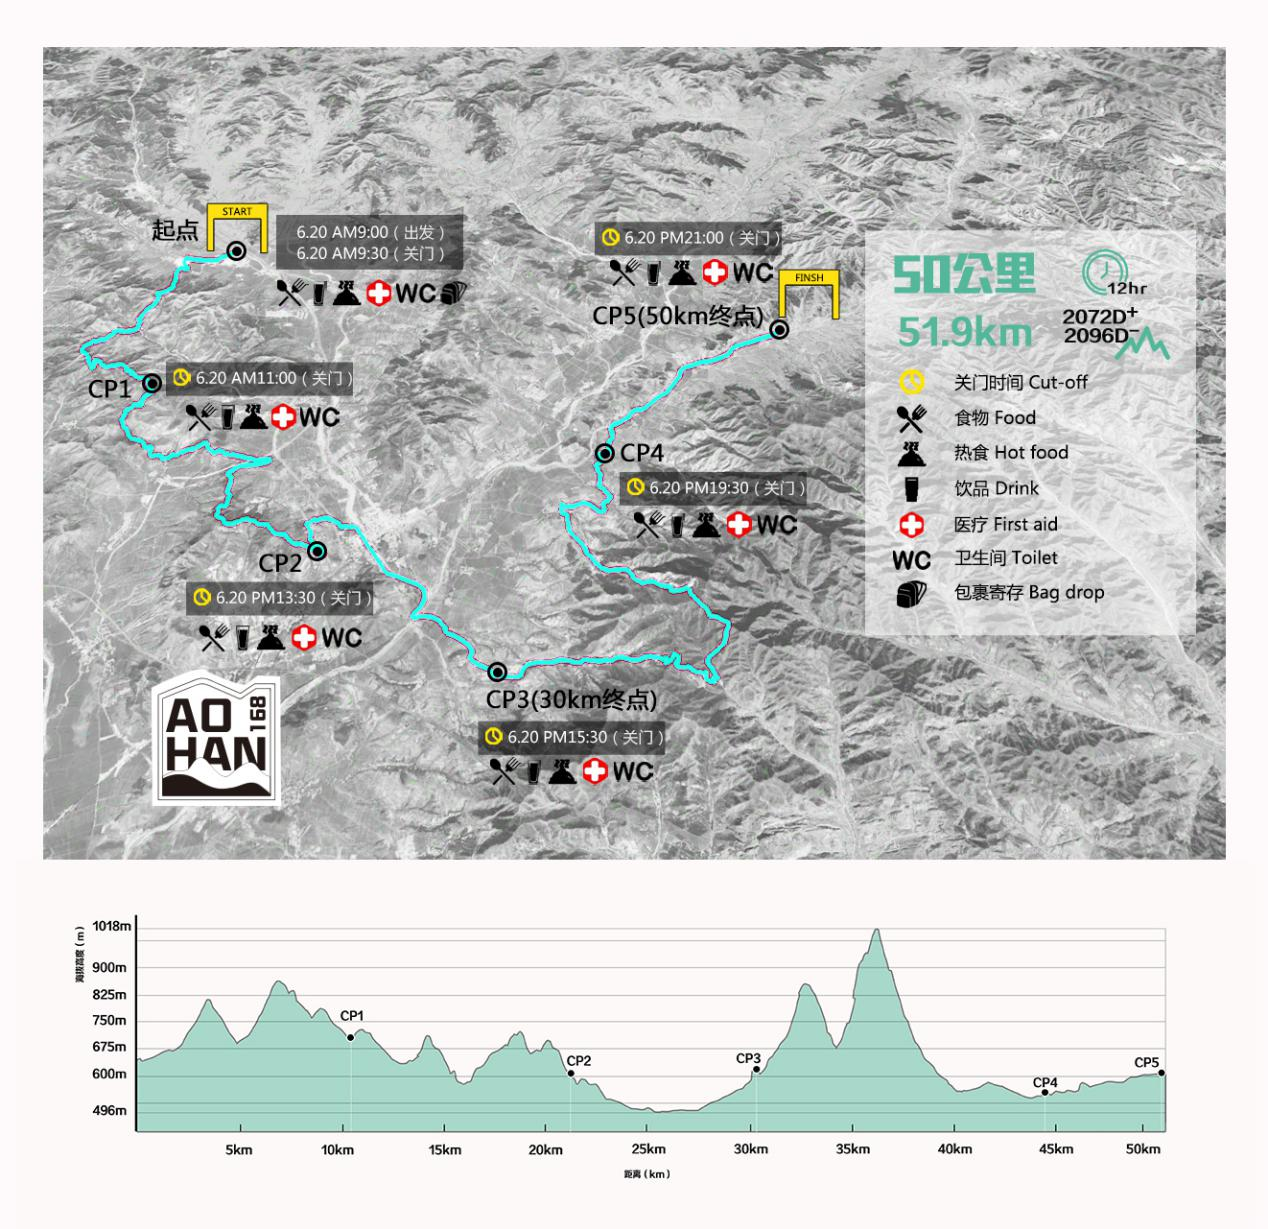 START
起点
6.20 AM9:00 ( 出发 )
6.20 AM9:30 ( 关门 )
WC
6.20 PM21:00 ( 关门 )
WC
FINSH
CP5(50km终点)
50公里
12hr
51.9km
2072D+
2096D-
关门时间 Cut-off
食物 Food
热食 Hot food
饮品 Drink
医疗 First aid
WC 卫生间 Toilet
包裹寄存 Bag drop
CP1
6.20 AM11:00 ( 关门 )
WC
CP4
6.20 PM19:30 ( 关门 )
WC
CP2
6.20 PM13:30 ( 关门 )
WC
CP3(30km终点)
6.20 PM15:30 ( 关门 )
WC
AO
HAN
168
海拔高度 ( m )
1018m
900m
825m
750m
675m
600m
496m
CP1
CP2
CP3
CP4
CP5
5km
10km
15km
20km
25km
30km
35km
40km
45km
50km
距离 ( km )